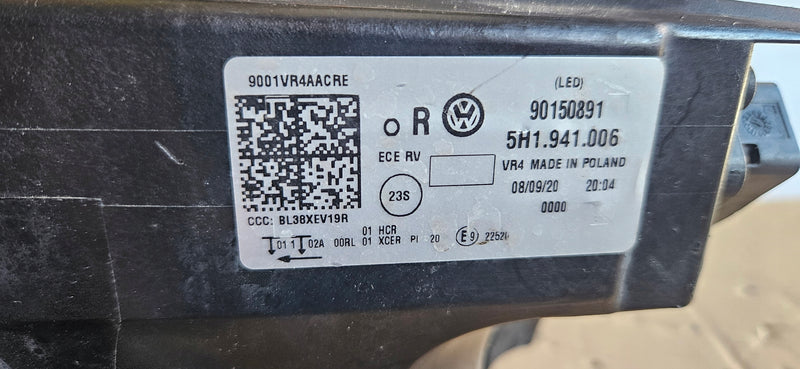 9001VR4AACRE
(LED)
R
90150891
5H1.941.006
ECE RV
VR4 MADE IN POLAND
23S
08/09/20 20:04
0000
CCC: BL38XEV19R
01 HCR
01 1 02A 00RL 01 XCER PI 20 E9